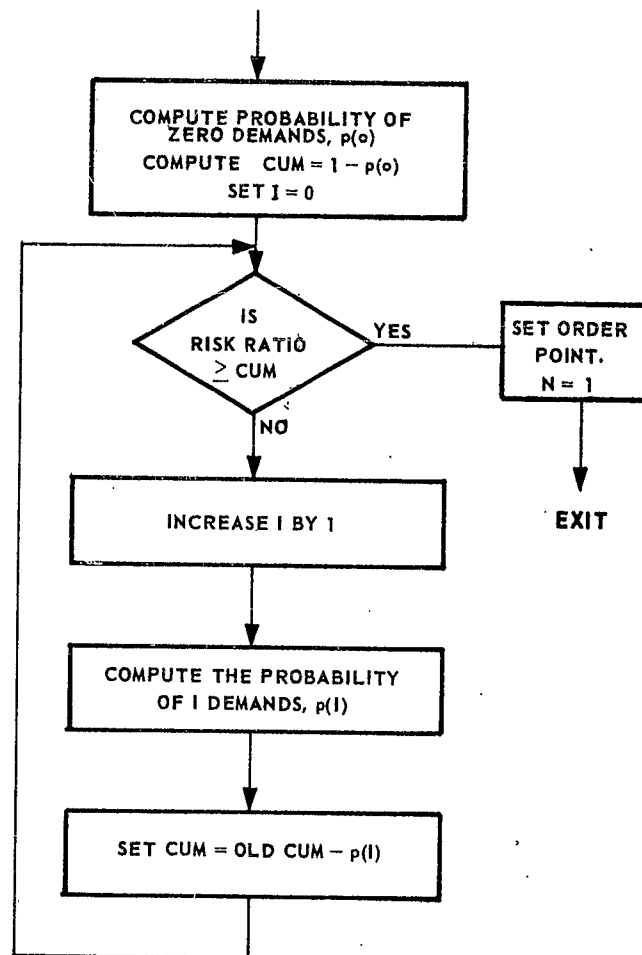 COMPUTE PROBABILITY OF
ZERO DEMANDS, p(o)
COMPUTE CUM = 1 – p(o)
SET I = 0
IS
RISK RATIO
≥ CUM
YES
SET ORDER
POINT.
N = 1
NO
EXIT
INCREASE I BY 1
COMPUTE THE PROBABILITY
OF I DEMANDS, p(I)
SET CUM = OLD CUM – p(I)